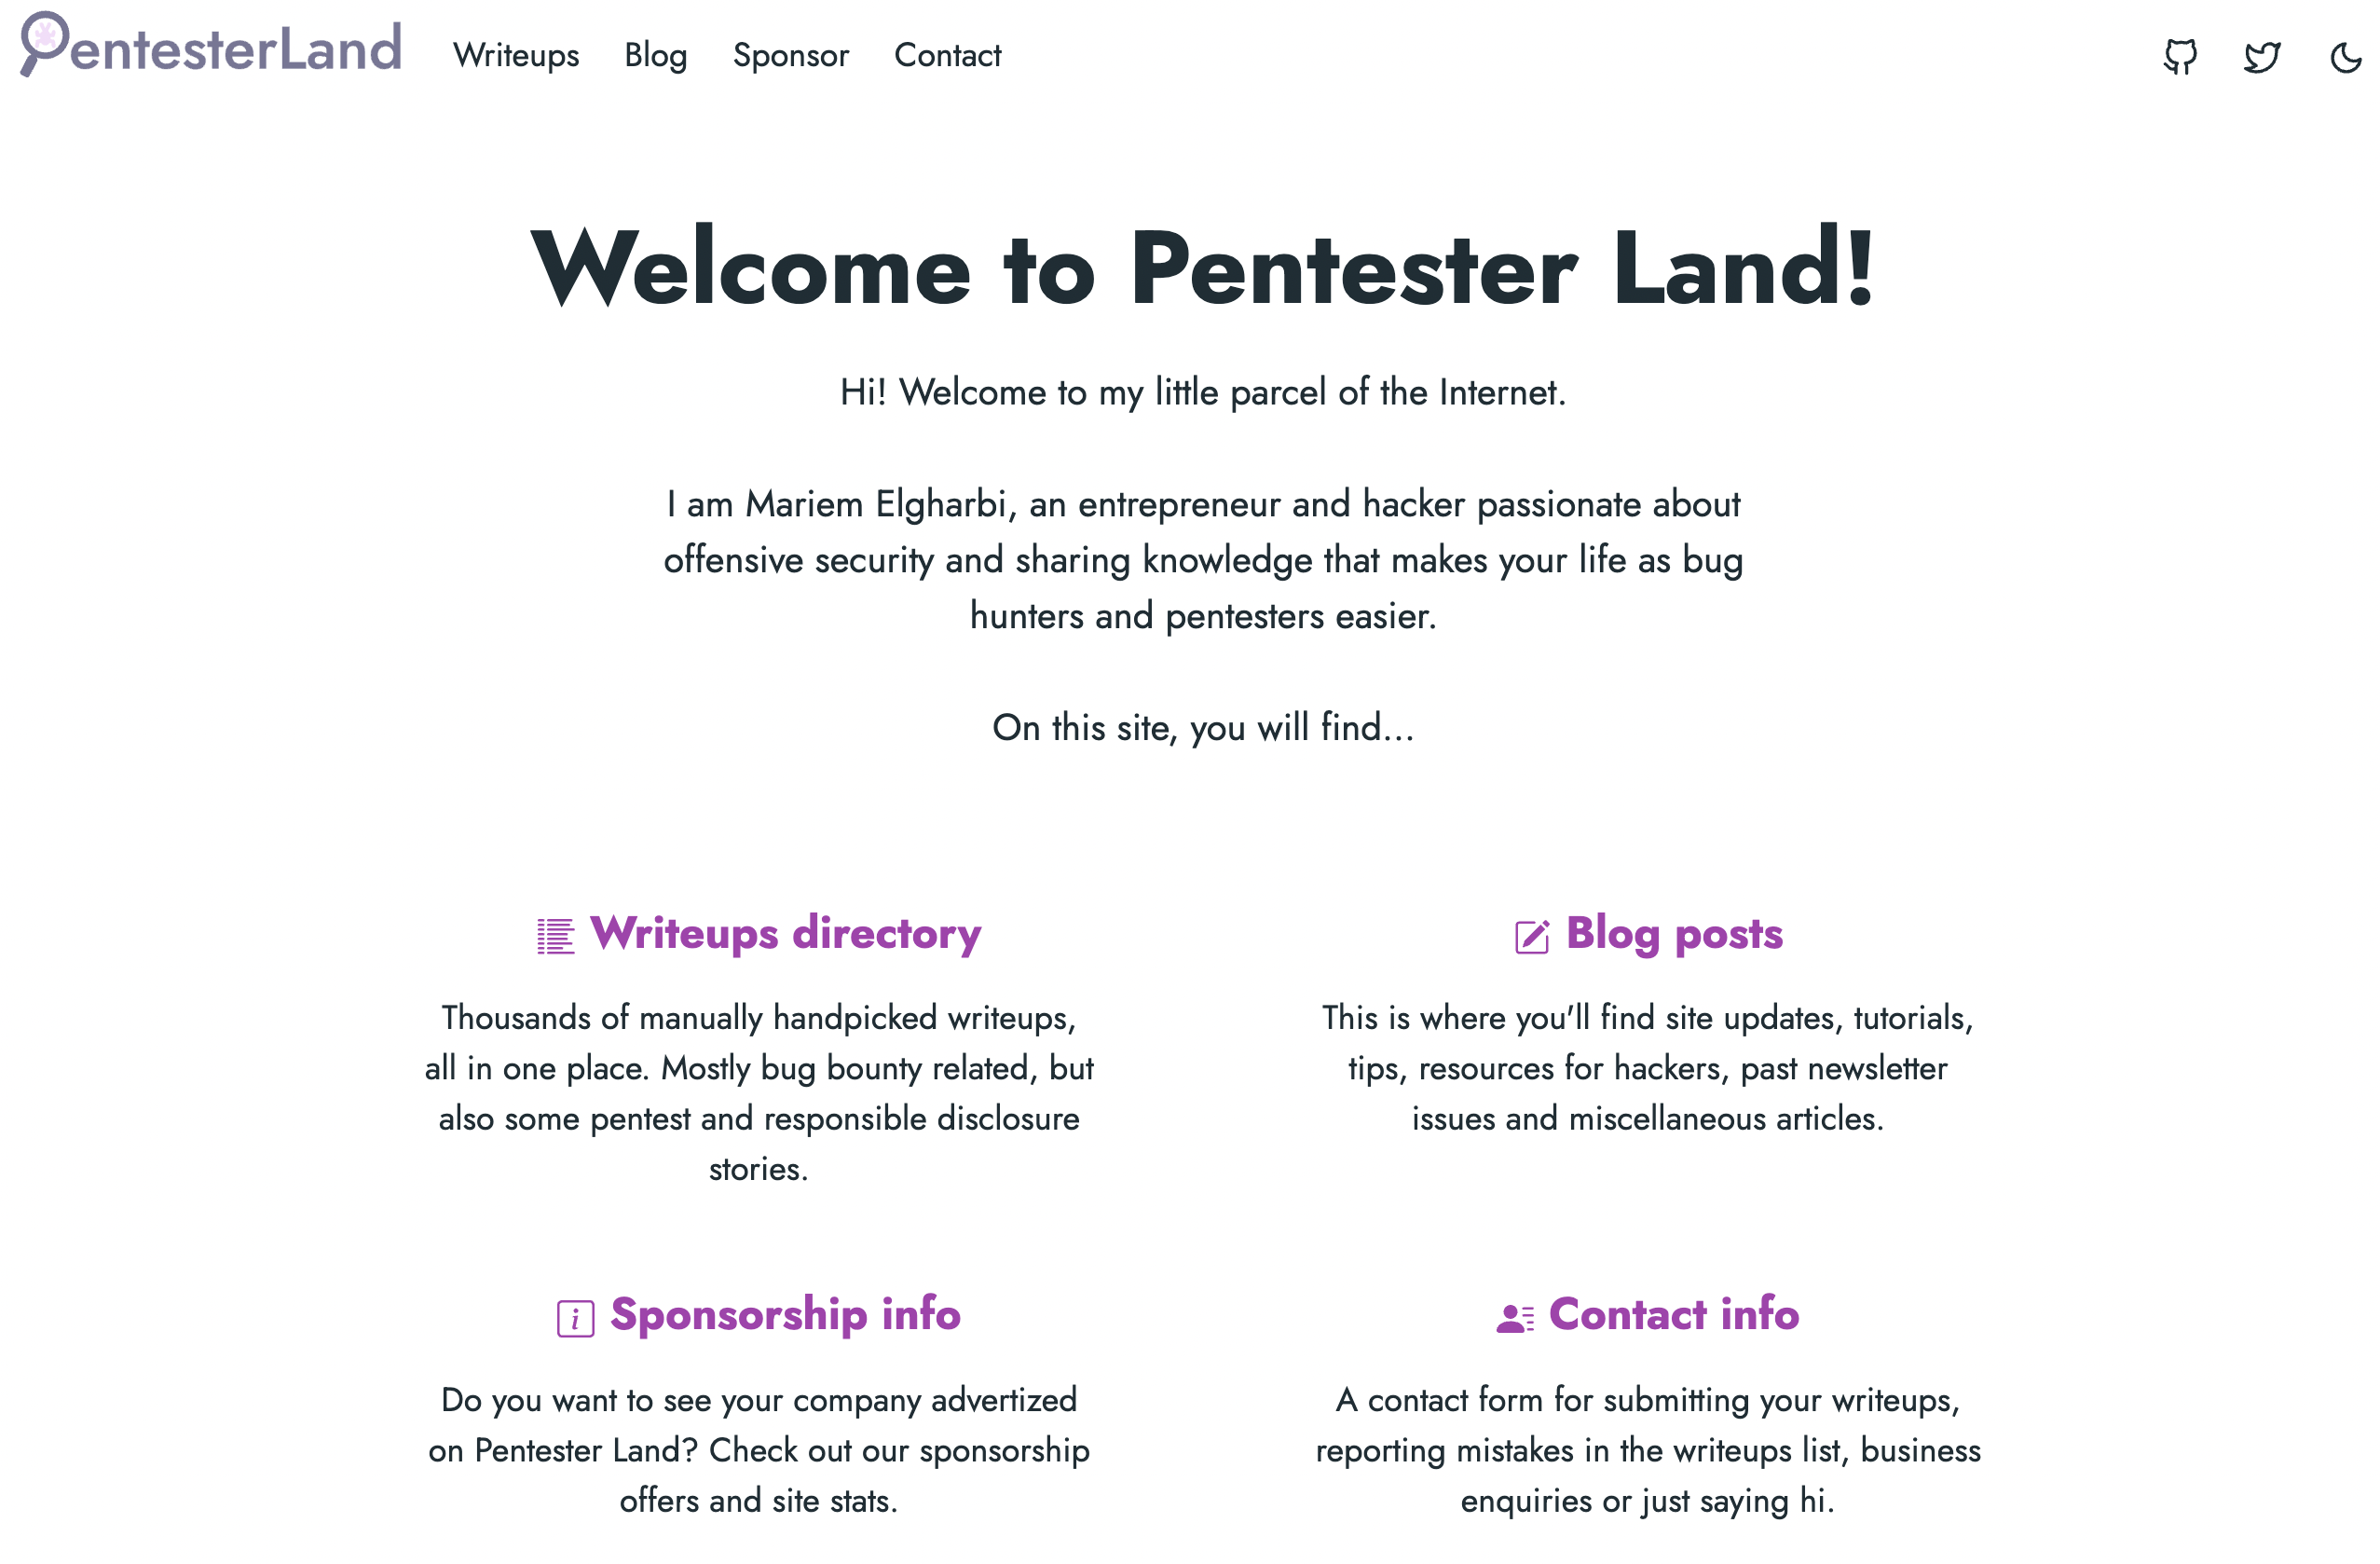 PentesterLand
Writeups Blog Sponsor Contact
Welcome to Pentester Land!
Hi! Welcome to my little parcel of the Internet.
I am Mariem Elgharbi, an entrepreneur and hacker passionate about
offensive security and sharing knowledge that makes your life as bug
hunters and pentesters easier.
On this site, you will find...
Writeups directory
Thousands of manually handpicked writeups,
all in one place. Mostly bug bounty related, but
also some pentest and responsible disclosure
stories.
Blog posts
This is where you'll find site updates, tutorials,
tips, resources for hackers, past newsletter
issues and miscellaneous articles.
Sponsorship info
Do you want to see your company advertized
on Pentester Land? Check out our sponsorship
offers and site stats.
Contact info
A contact form for submitting your writeups,
reporting mistakes in the writeups list, business
enquiries or just saying hi.